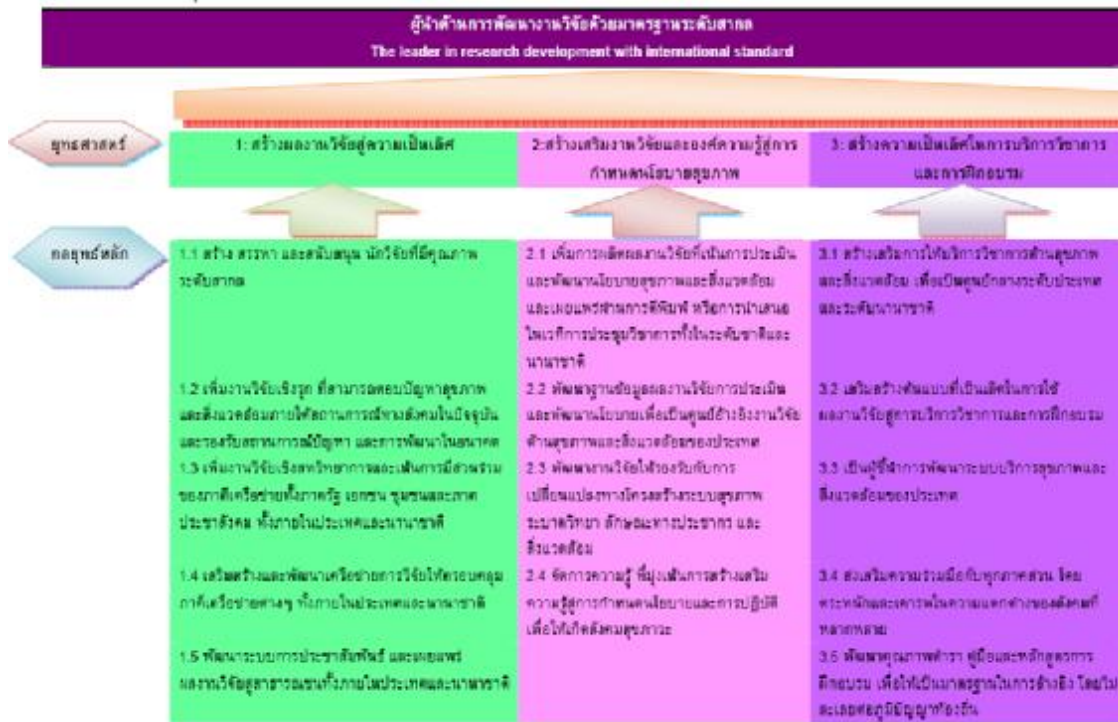 ผู้นำด้านการพัฒนางานวิจัยด้วยมาตรฐานระดับสากล
The leader in research development with international standard
ยุทธศาสตร์
1: สร้างผลงานวิจัยสู่ความเป็นเลิศ
2:สร้างเสริมงานวิจัยและองค์ความรู้สู่การ
กำหนดนโยบายสุขภาพ
3: สร้างความเป็นเลิศในการบริการวิชาการ
และการฝึกอบรม
กลยุทธ์หลัก
1.1 สร้าง สรรหา และสนับสนุน นักวิจัยที่มีคุณภาพ
ระดับสากล
1.2 เพิ่มงานวิจัยเชิงรุก ที่สามารถตอบปัญหาสุขภาพ
และสิ่งแวดล้อมภายใต้สถานการณ์ทางสังคมในปัจจุบัน
และรองรับสถานการณ์ปัญหา และการพัฒนาในอนาคต
1.3 เพิ่มงานวิจัยเชิงสหวิทยาการและเน้นการมีส่วนร่วม
ของภาคีเครือข่ายทั้งภาครัฐ เอกชน ชุมชนและภาค
ประชาสังคม ทั้งภายในประเทศและนานาชาติ
1.4 เสริมสร้างและพัฒนาเครือข่ายการวิจัยให้ครอบคลุม
ภาคีเครือข่ายต่างๆ ทั้งภายในประเทศและนานาชาติ
1.5 พัฒนาระบบการประชาสัมพันธ์ และเผยแพร่
ผลงานวิจัยสู่สาธารณชนทั้งภายในประเทศและนานาชาติ
2.1 เพิ่มการผลิตผลงานวิจัยที่เน้นการประเมิน
และพัฒนานโยบายสุขภาพและสิ่งแวดล้อม
และเผยแพร่ผ่านการตีพิมพ์ หรือการนำเสนอ
ในเวทีการประชุมวิชาการทั้งในระดับชาติและ
นานาชาติ
2.2 พัฒนาฐานข้อมูลผลงานวิจัยการประเมิน
และพัฒนานโยบายเพื่อเป็นศูนย์อ้างอิงงานวิจัย
ด้านสุขภาพและสิ่งแวดล้อมของประเทศ
2.3 พัฒนางานวิจัยให้รองรับกับการ
เปลี่ยนแปลงทางโครงสร้างระบบสุขภาพ
ระบาดวิทยา ลักษณะทางประชากร และ
สิ่งแวดล้อม
2.4 จัดการความรู้ ที่มุ่งเน้นการสร้างเสริม
ความรู้สู่การกำหนดนโยบายและการปฏิบัติ
เพื่อให้เกิดสังคมสุขภาวะ
3.1 สร้างเสริมการให้บริการวิชาการด้านสุขภาพ
และสิ่งแวดล้อม เพื่อเป็นศูนย์กลางระดับประเทศ
และระดับนานาชาติ
3.2 เสริมสร้างต้นแบบที่เป็นเลิศในการใช้
ผลงานวิจัยสู่การบริการวิชาการและการฝึกอบรม
3.3 เป็นผู้ชี้นำการพัฒนาระบบบริการสุขภาพและ
สิ่งแวดล้อมของประเทศ
3.4 ส่งเสริมความร่วมมือกับทุกภาคส่วน โดย
ตระหนักและเคารพในความแตกต่างของสังคมที่
หลากหลาย
3.5 พัฒนาคุณภาพตำรา คู่มือและหลักสูตรการ
ฝึกอบรม เพื่อให้เป็นมาตรฐานในการอ้างอิง โดยไม่
ละเลยต่อภูมิปัญญาท้องถิ่น